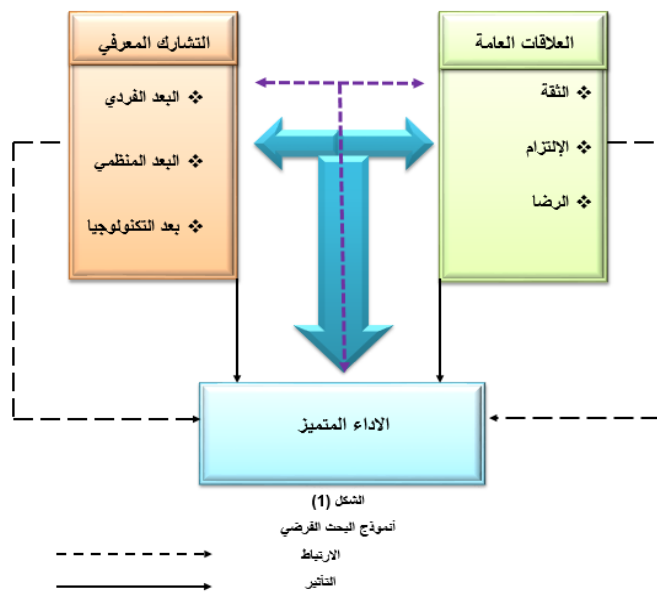 العلاقات العامة
❖ الثقة
❖ الإلتزام
❖ الرضا
التشارك المعرفي
❖ البعد الفردي
❖ البعد المنظمي
❖ بعد التكنولوجيا
الاداء المتميز
الشكل (1)
أنموذج البحث الفرضي
الارتباط
التأثير